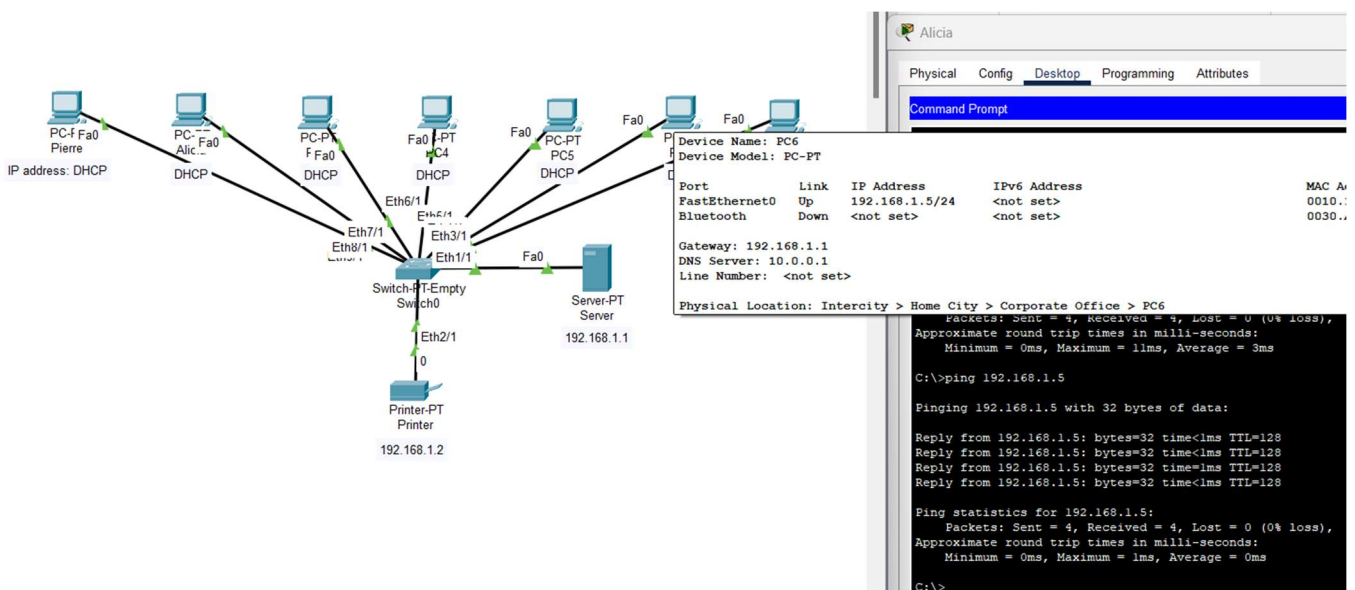 Alicia
Physical Config Desktop Programming Attributes
Command Prompt
Fa0
Pierre
IP address: DHCP
Fa0
DHCP
Fa0
DHCP
Fa0
DHCP
Fa0
PC-PT
PC5
DHCP
Fa0
Fa0
Eth6/1
Eth7/1
Eth3/1
Eth8/1
Eth1/1
Fa0
Switch-PT-Empty
Switch0
Server-PT
Server
192.168.1.1
Eth2/1
0
Printer-PT
Printer
192.168.1.2
Device Name: PC6
Device Model: PC-PT
Port Link IP Address IPv6 Address
FastEthernet0 Up 192.168.1.5/24 <not set> 0010.
Bluetooth Down <not set> <not set> 0030.
Gateway: 192.168.1.1
DNS Server: 10.0.0.1
Line Number: <not set>
Physical Location: Intercity > Home City > Corporate Office > PC6
Packets: Sent = 4, Received = 4, Lost = 0 (0% loss),
Approximate round trip times in milli-seconds:
Minimum = 0ms, Maximum = 11ms, Average = 3ms
C:\>ping 192.168.1.5
Pinging 192.168.1.5 with 32 bytes of data:
Reply from 192.168.1.5: bytes=32 time<1ms TTL=128
Reply from 192.168.1.5: bytes=32 time<1ms TTL=128
Reply from 192.168.1.5: bytes=32 time=1ms TTL=128
Reply from 192.168.1.5: bytes=32 time<1ms TTL=128
Ping statistics for 192.168.1.5:
Packets: Sent = 4, Received = 4, Lost = 0 (0% loss),
Approximate round trip times in milli-seconds:
Minimum = 0ms, Maximum = 1ms, Average = 0ms
C:\>